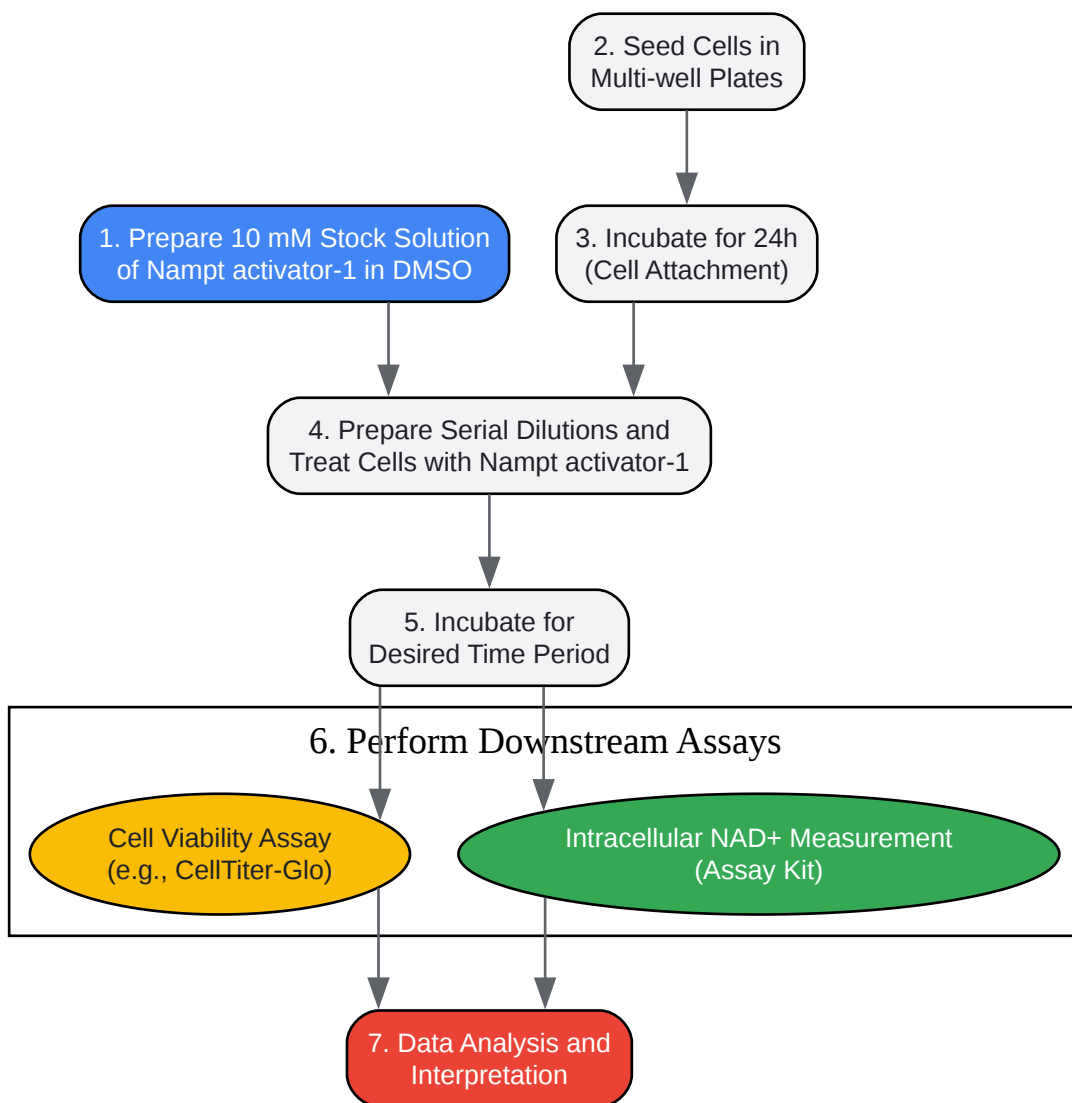 2. Seed Cells in
Multi-well Plates
1. Prepare 10 mM Stock Solution
of Nampt activator-1 in DMSO
3. Incubate for 24h
(Cell Attachment)
4. Prepare Serial Dilutions and
Treat Cells with Nampt activator-1
5. Incubate for
Desired Time Period
6. Perform Downstream Assays
Cell Viability Assay
(e.g., CellTiter-Glo)
Intracellular NAD+ Measurement
(Assay Kit)
7. Data Analysis and
Interpretation